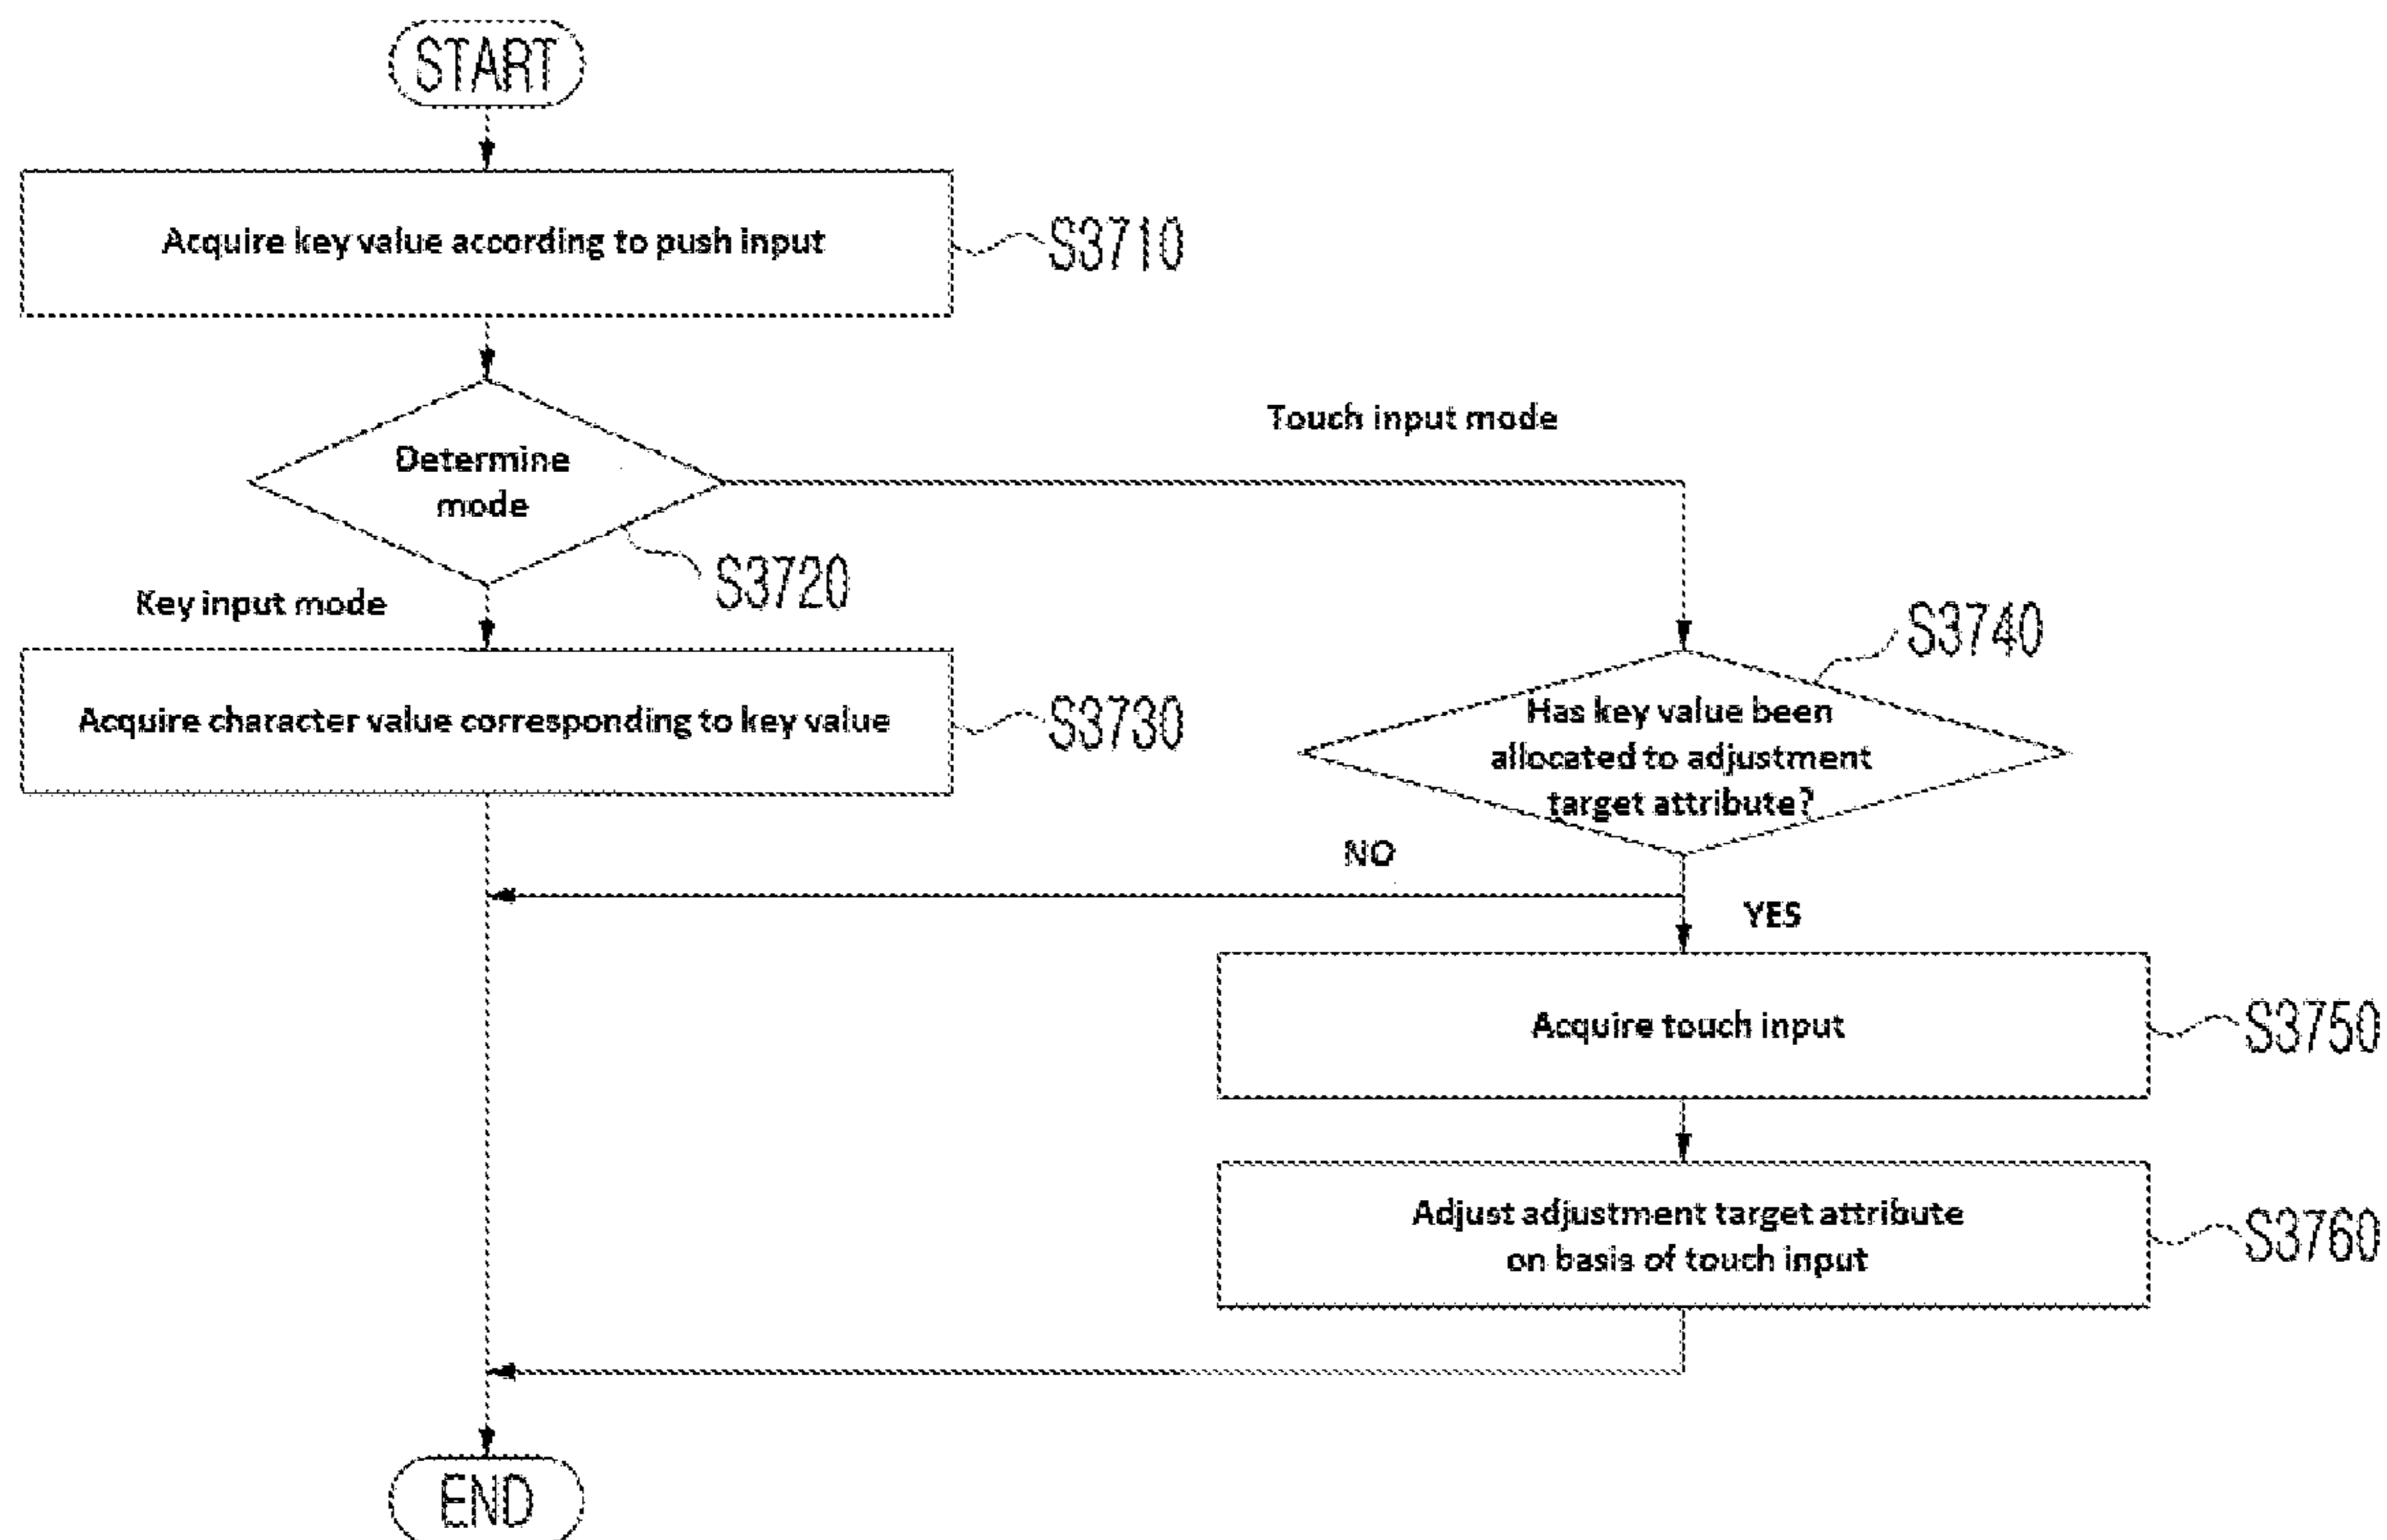 START
Acquire key value according to push input
S3710
Touch input mode
Determine
mode
S3720
Key input mode
S3740
Acquire character value corresponding to key value
S3730
Has key value been
allocated to adjustment
target attribute?
NO
YES
Acquire touch input
S3750
Adjust adjustment target attribute
on basis of touch input
S3760
END